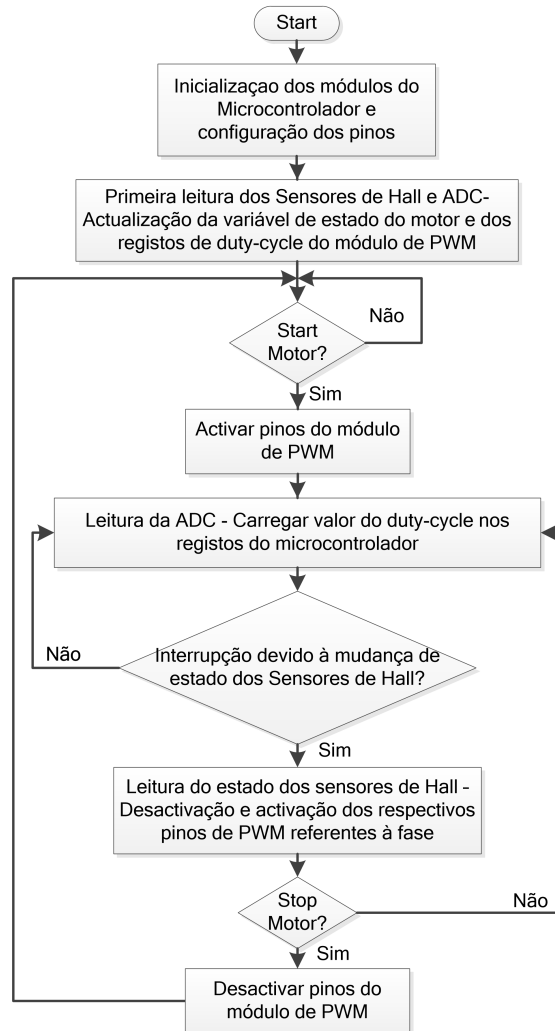 Start
Inicializaçao dos módulos do
Microcontrolador e
configuração dos pinos
Primeira leitura dos Sensores de Hall e ADC-
Actualização da variável de estado do motor e dos
registos de duty-cycle do módulo de PWM
Não
Start
Motor?
Sim
Activar pinos do módulo
de PWM
Leitura da ADC - Carregar valor do duty-cycle nos
registos do microcontrolador
Não
Interrupção devido à mudança de
estado dos Sensores de Hall?
Sim
Leitura do estado dos sensores de Hall -
Desactivação e activação dos respectivos
pinos de PWM referentes à fase
Stop
Motor?
Não
Sim
Desactivar pinos do
módulo de PWM